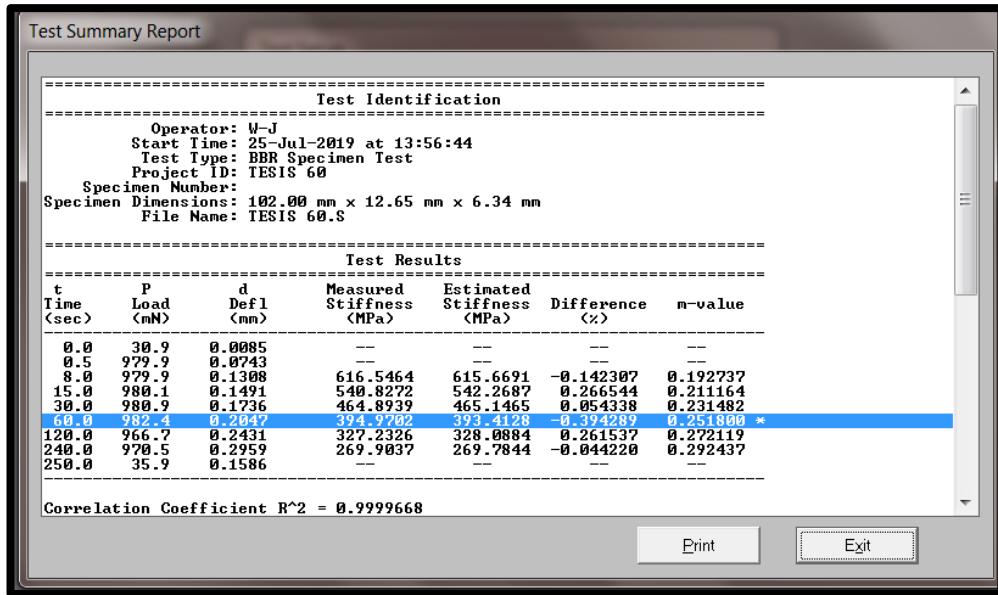 Test Summary Report
==========================================================================
Test Identification
==========================================================================
Operator: W-J
Start Time: 25-Jul-2019 at 13:56:44
Test Type: BBR Specimen Test
Project ID: TESIS 60
Specimen Number:
Specimen Dimensions: 102.00 mm x 12.65 mm x 6.34 mm
File Name: TESIS 60.S
==========================================================================
Test Results
==========================================================================
t P d Measured Estimated
Time Load Defl Stiffness Stiffness Difference m-value
(sec) (mN) (mm) (MPa) (MPa) (%)
--------------------------------------------------------------------------
0.0 30.9 0.0085 -- -- -- --
0.5 979.9 0.0743 -- -- -- --
8.0 979.9 0.1308 616.5464 615.6691 -0.142307 0.192737
15.0 980.1 0.1491 540.8272 542.2687 0.266544 0.211164
30.0 980.9 0.1736 464.8939 465.1465 0.054338 0.231482
60.0 982.4 0.2047 394.9702 393.4128 -0.394289 0.251800 *
120.0 966.7 0.2431 327.2326 328.0884 0.261537 0.272119
240.0 970.5 0.2959 269.9037 269.7844 -0.044220 0.292437
250.0 35.9 0.1586 -- -- -- --
--------------------------------------------------------------------------
Correlation Coefficient R^2 = 0.9999668
Print Exit